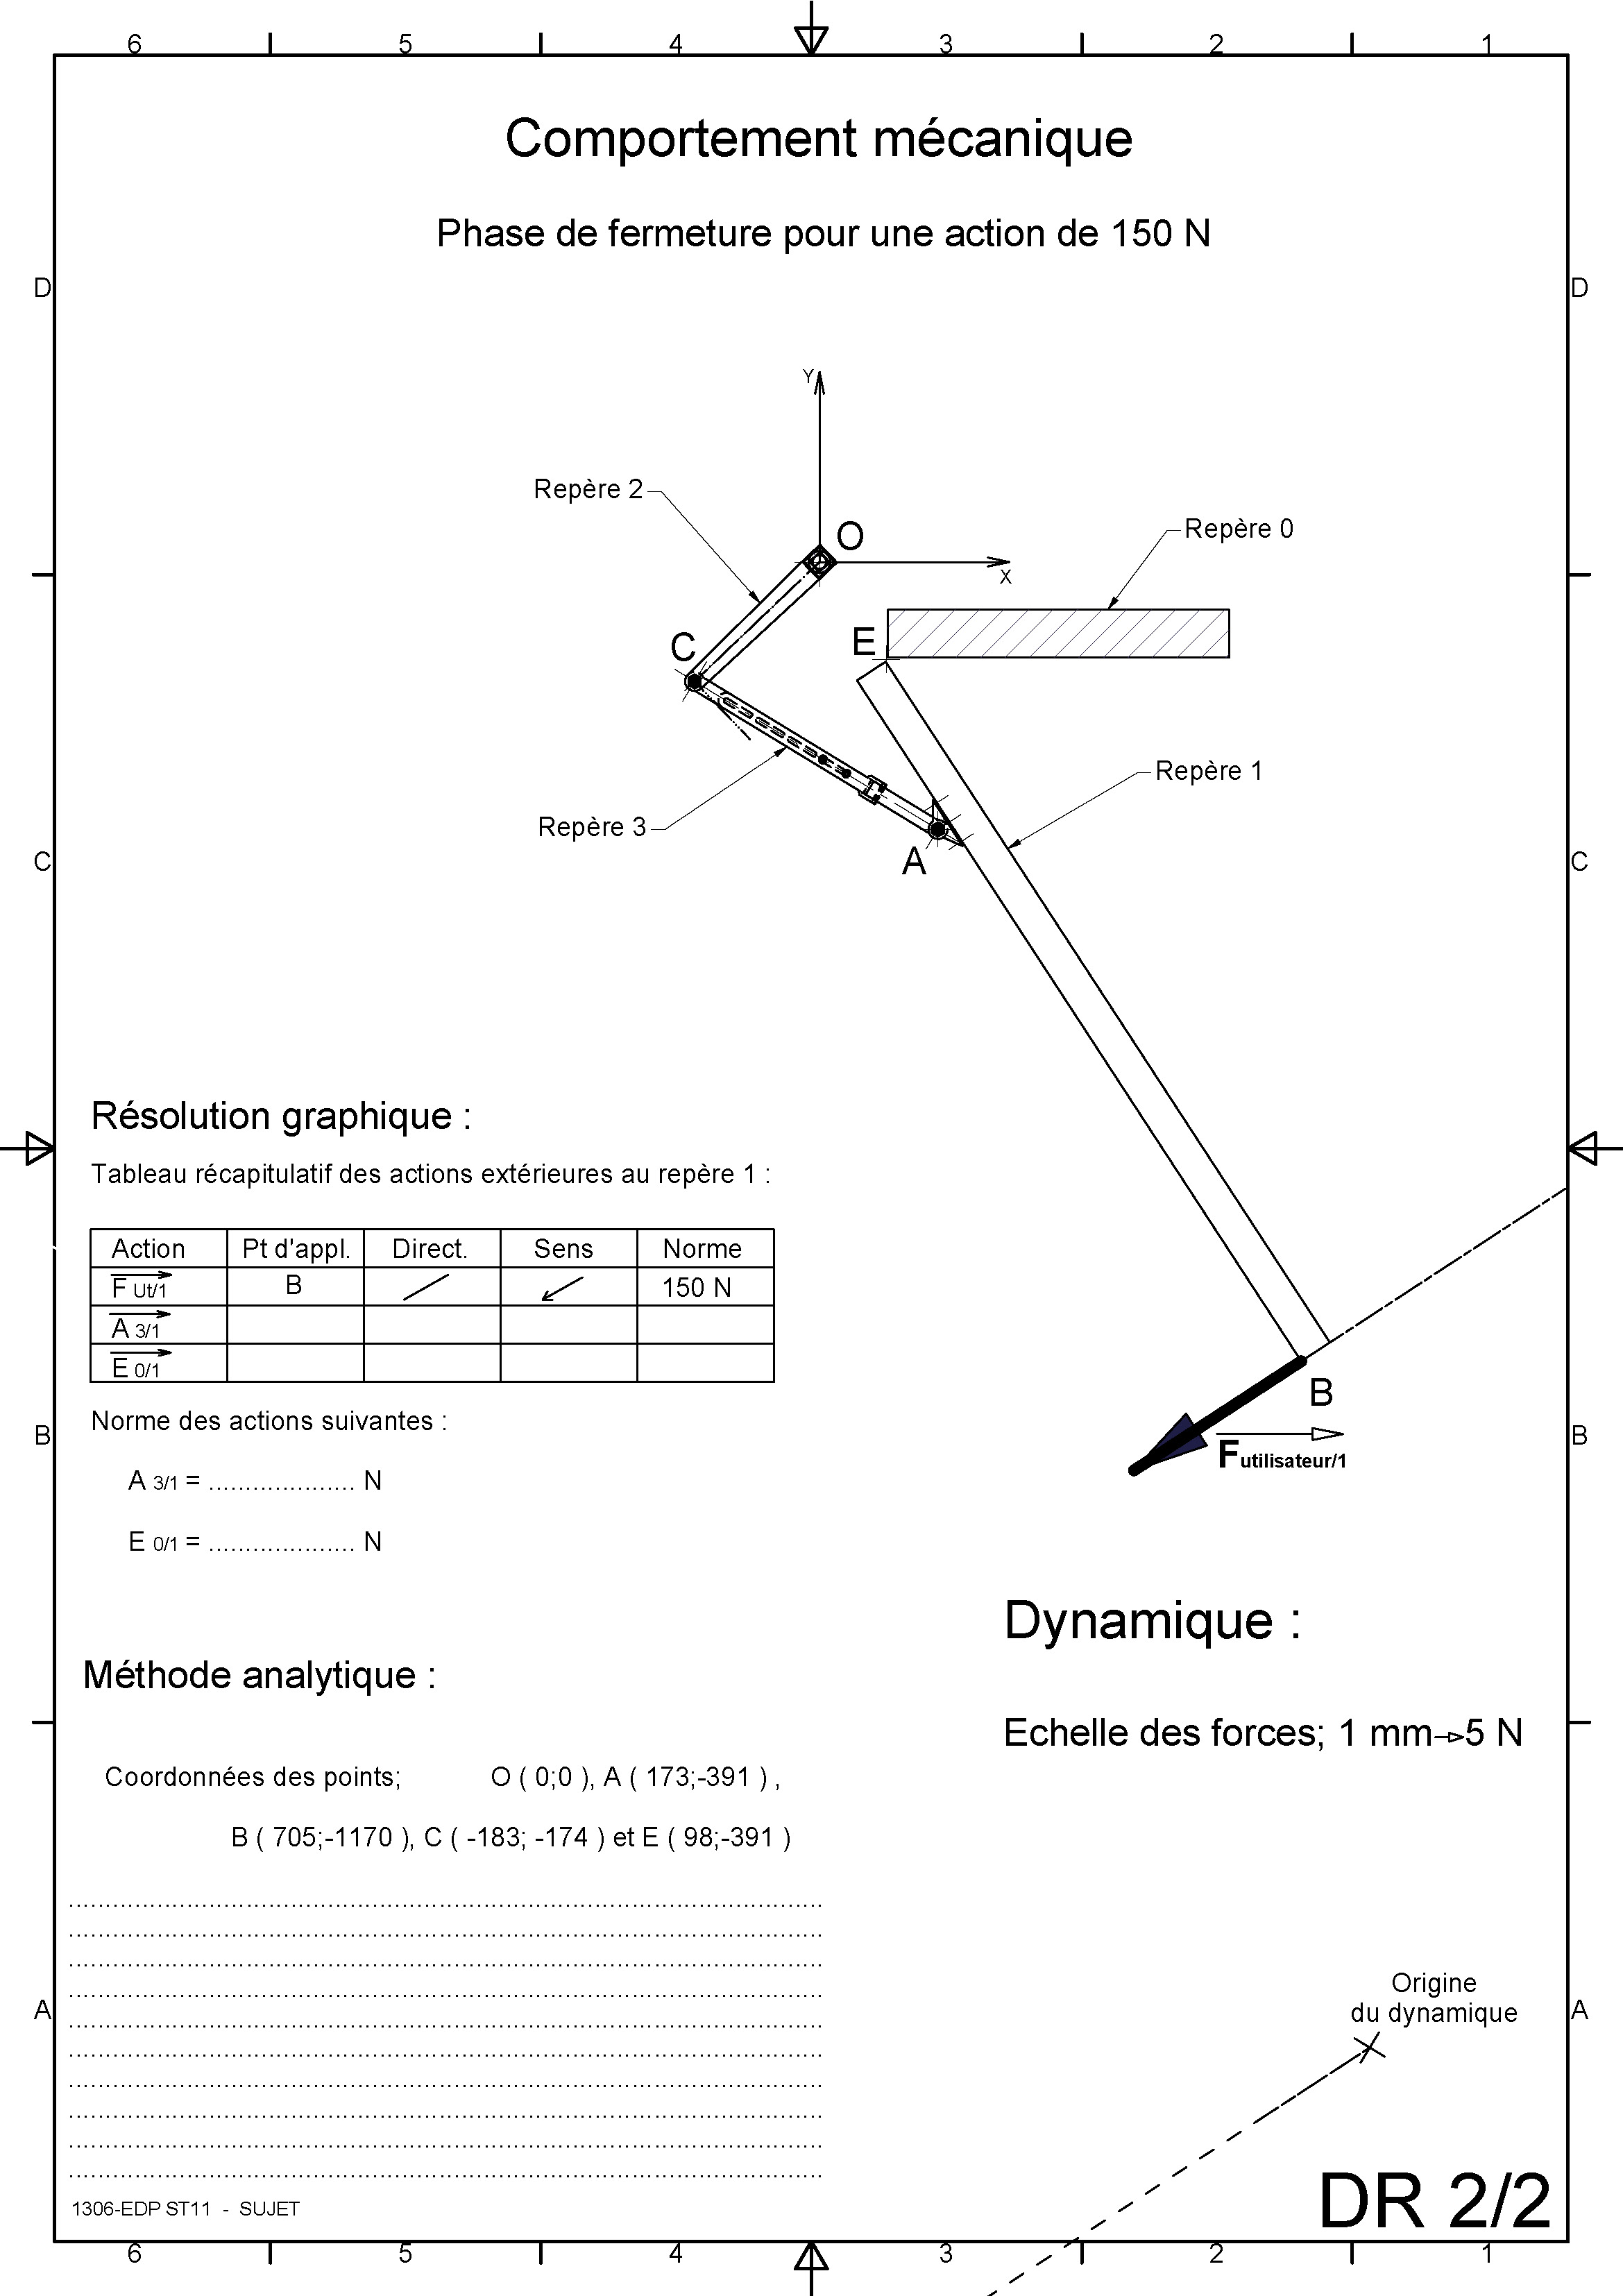 6 5 4 3 2 1
Comportement mécanique
Phase de fermeture pour une action de 150 N
D D
Y
Repère 2
O
Repère 0
X
C
E
Repère 1
Repère 3
A
C C
Résolution graphique :
Tableau récapitulatif des actions extérieures au repère 1 :
Action Pt d'appl. Direct. Sens Norme
F Ut/1 B 150 N
A 3/1
E 0/1
B
Futilisateur/1
Norme des actions suivantes :
B B
A 3/1 = .................... N
E 0/1 = .................... N
Dynamique :
Méthode analytique :
Echelle des forces; 1 mm→5 N
Coordonnées des points; O ( 0;0 ), A ( 173;-391 ) ,
B ( 705;-1170 ), C ( -183; -174 ) et E ( 98;-391 )
Origine
du dynamique
A A
1306-EDP ST11 - SUJET
DR 2/2
6 5 4 3 2 1